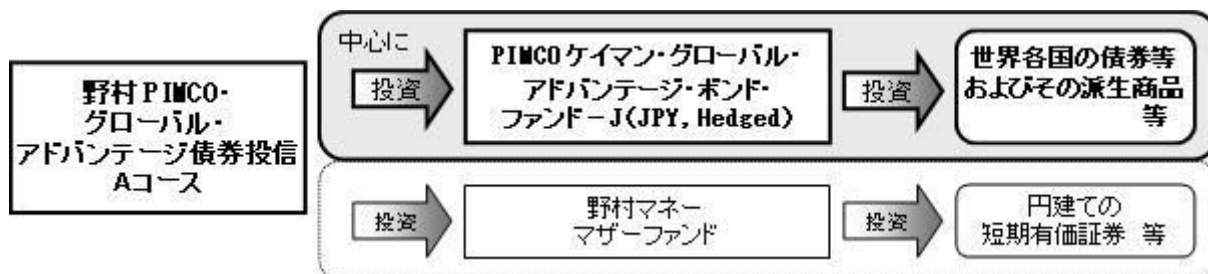 野村PIMCO・
グローバル・
アドバンテージ債券投信
Aコース
中心に
投資
PIMCOケイマン・グローバル・
アドバンテージ・ボンド・
ファンド－J(JPY, Hedged)
投資
世界各国の債券等
およびその派生商品
等
投資
野村マネー
マザーファンド
投資
円建ての
短期有価証券 等